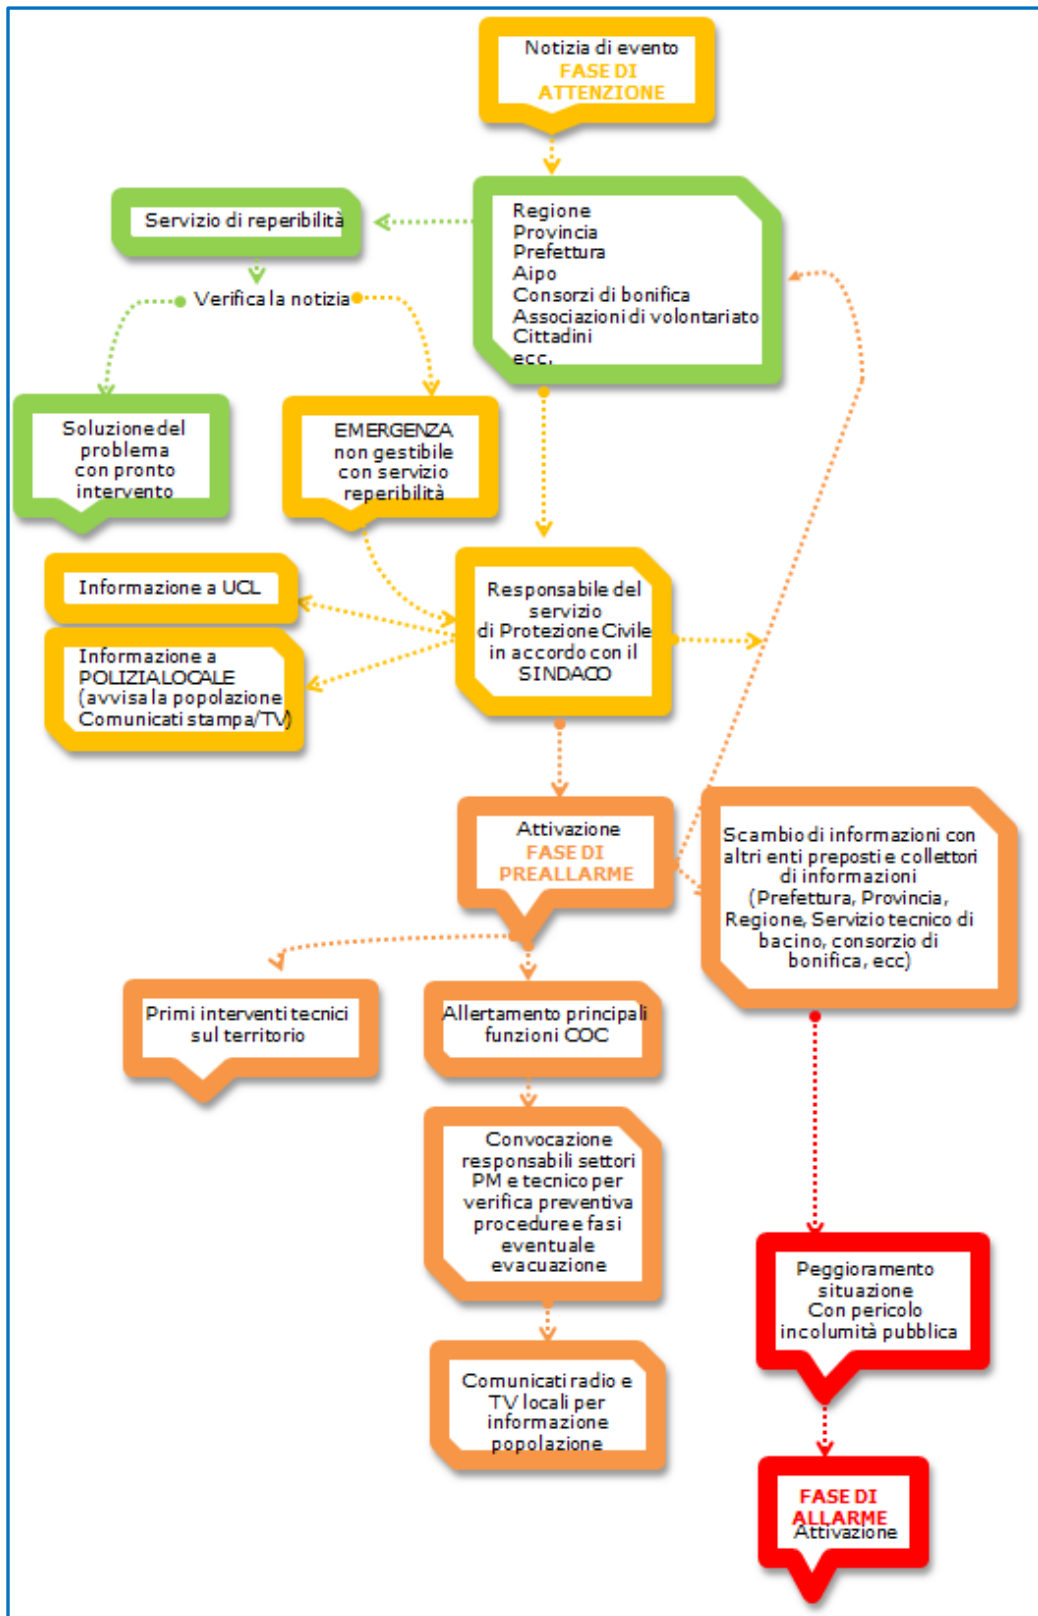 Notizia di evento
FASE DI
ATTENZIONE
Regione
Provincia
Prefettura
Aipo
Consorzi di bonifica
Associazioni di volontariato
Cittadini
ecc.
Servizio di reperibilità
Verifica la notizia
Soluzione del
problema
con pronto
intervento
EMERGENZA
non gestibile
con servizio
reperibilità
Informazione a UCL
Informazione a
POLIZIA LOCALE
(avvisa la popolazione
Comunicati stampa/TV)
Responsabile del
servizio
di Protezione Civile
in accordo con il
SINDACO
Attivazione
FASE DI
PREALLARME
Scambio di informazioni con
altri enti preposti e collettori
di informazioni
(Prefettura, Provincia,
Regione, Servizio tecnico di
bacino, consorzio di
bonifica, ecc)
Primi interventi tecnici
sul territorio
Allertamento principali
funzioni COC
Convocazione
responsabili settori
PM e tecnico per
verifica preventiva
procedure e fasi
eventuale
evacuazione
Comunicati radio e
TV locali per
informazione
popolazione
Peggioramento
situazione
Con pericolo
incolumità pubblica
FASE DI
ALLARME
Attivazione